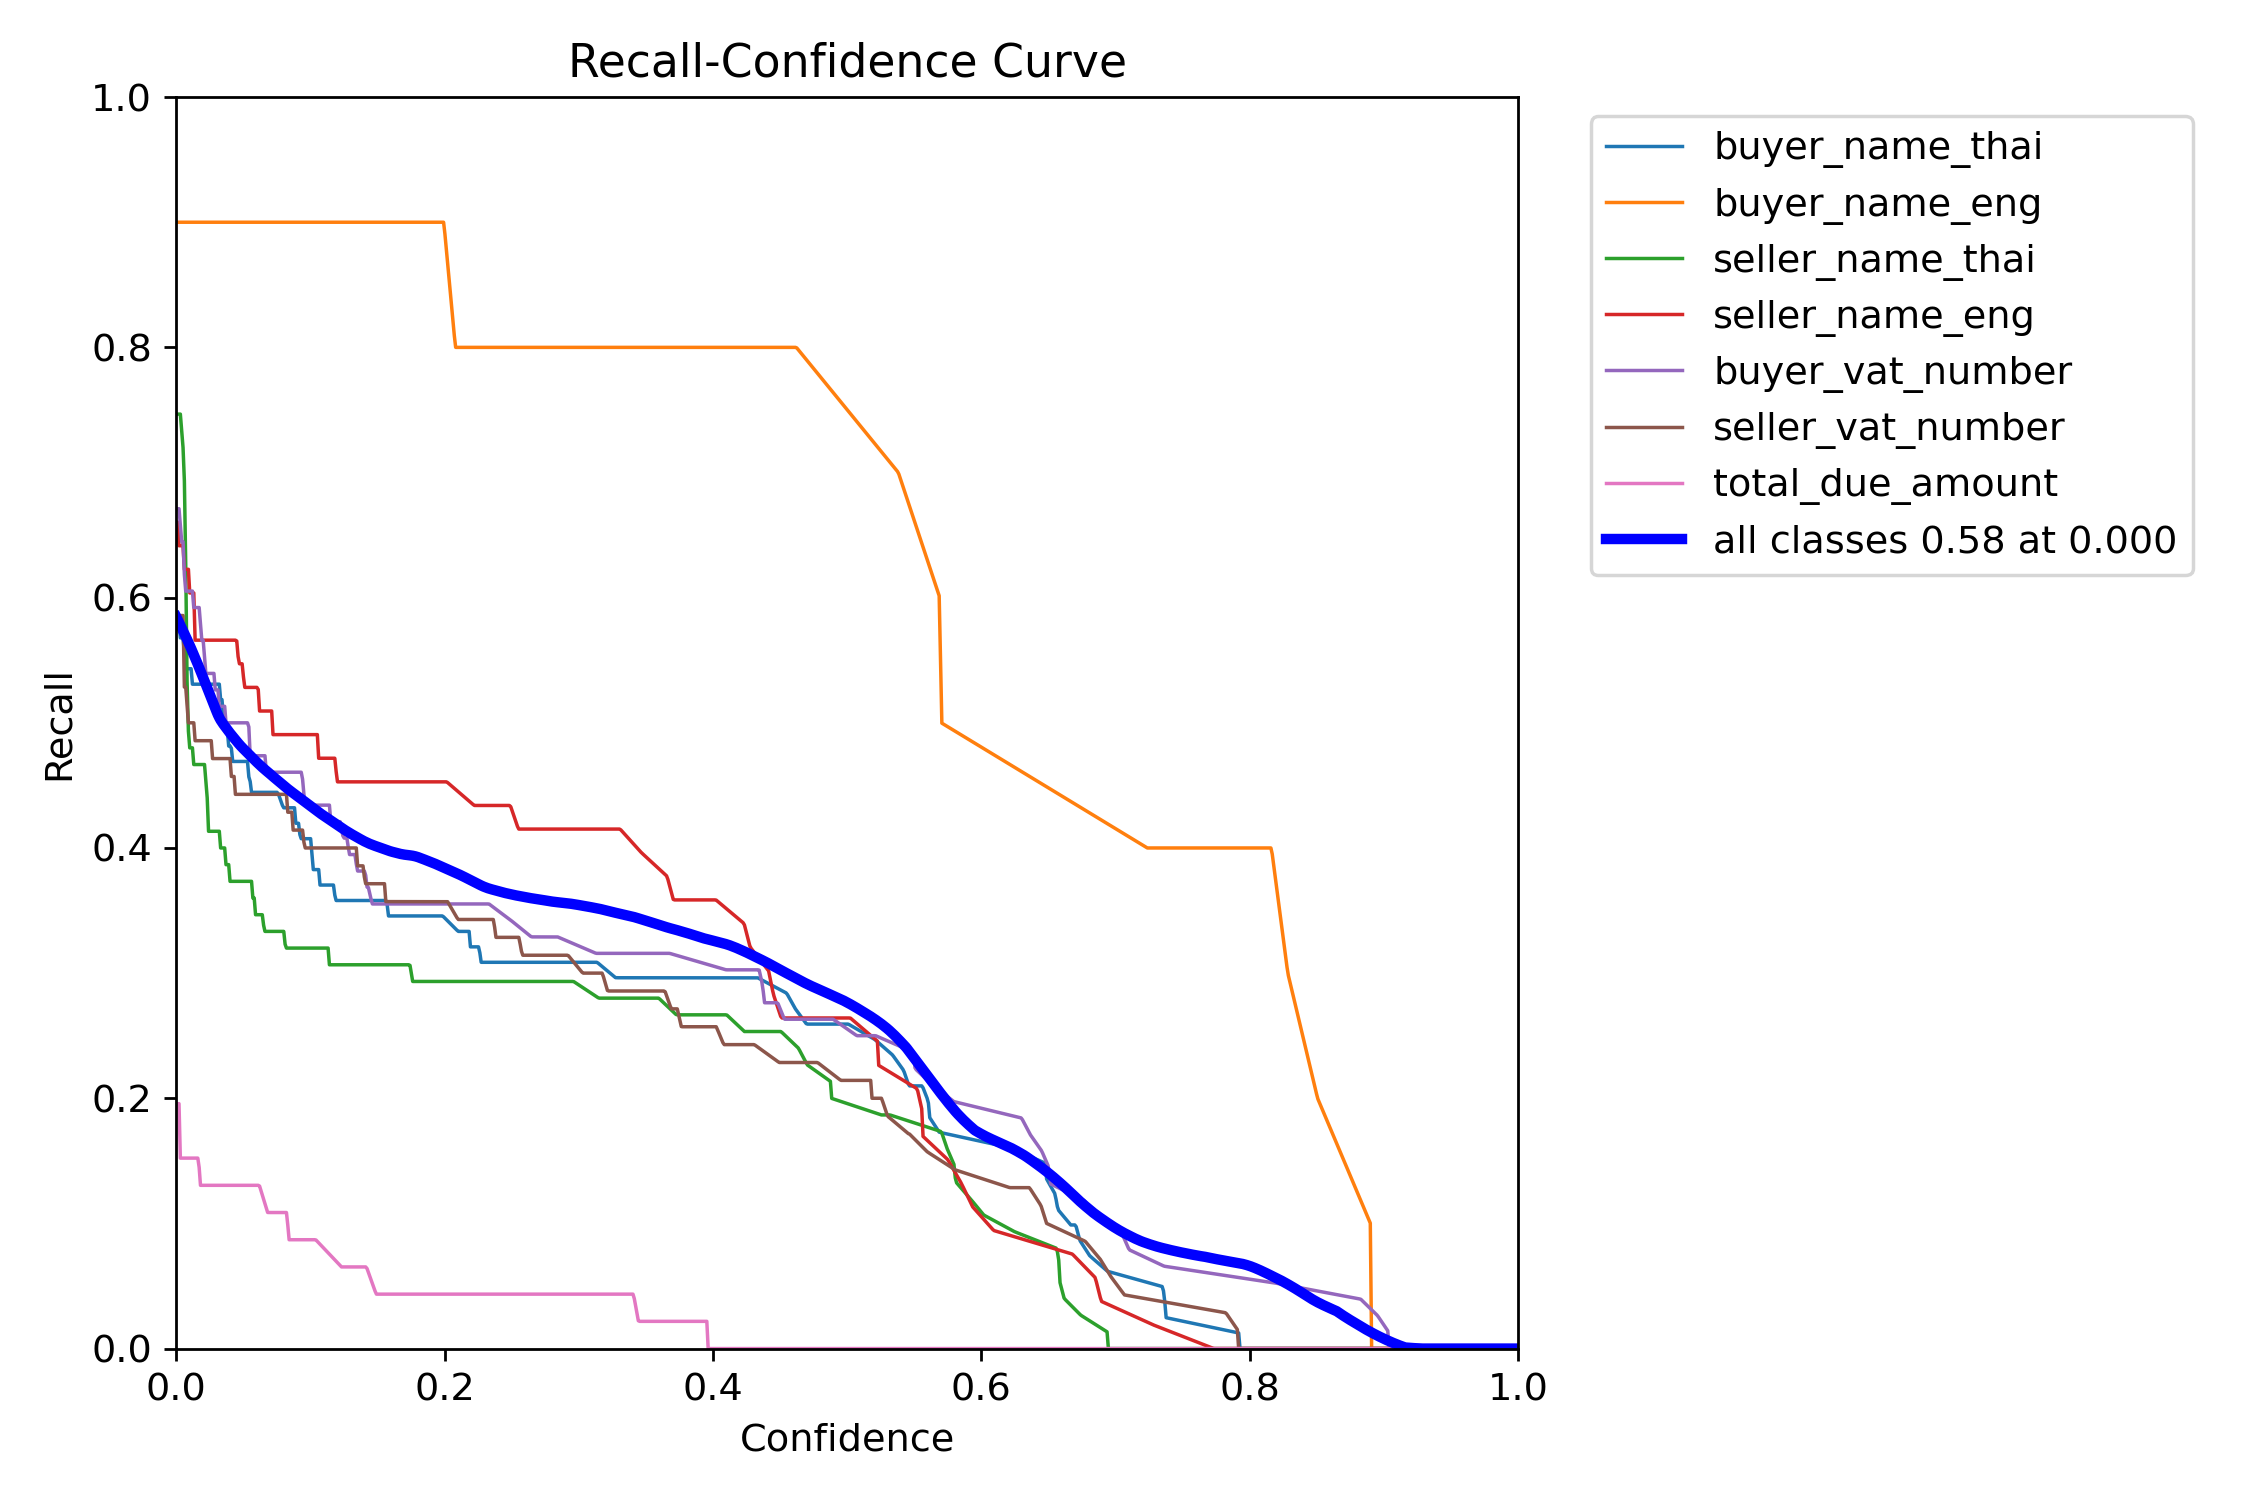 Recall-Confidence Curve
1.0
0.8
0.6
0.4
0.2
0.0
Recall
0.0 0.2 0.4 0.6 0.8 1.0
Confidence
buyer_name_thai
buyer_name_eng
seller_name_thai
seller_name_eng
buyer_vat_number
seller_vat_number
total_due_amount
all classes 0.58 at 0.000